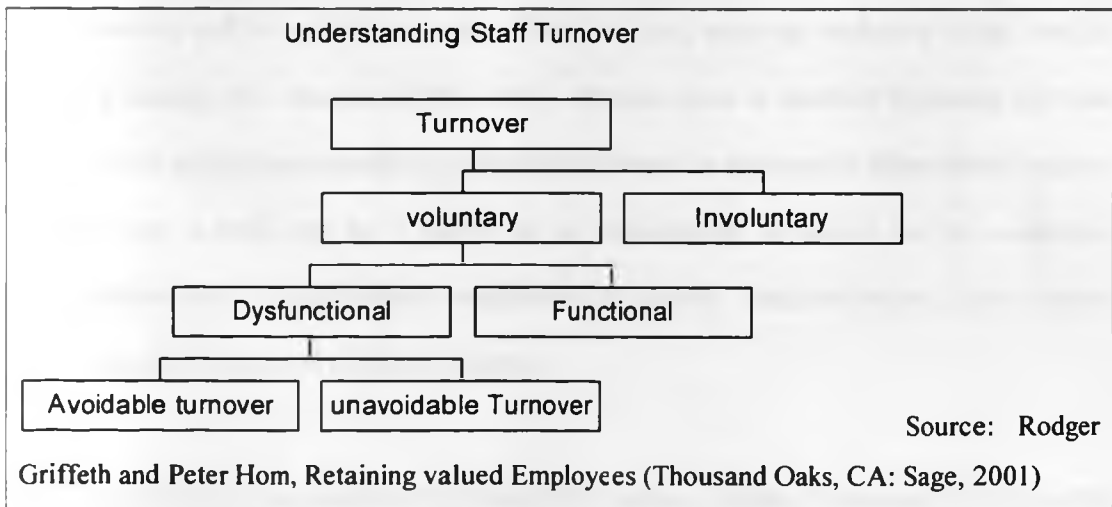 Understanding Staff Turnover
Turnover
voluntary
Involuntary
Dysfunctional
Functional
Avoidable turnover
unavoidable Turnover
Source: Rodger
Griffeth and Peter Hom, Retaining valued Employees (Thousand Oaks, CA: Sage, 2001)